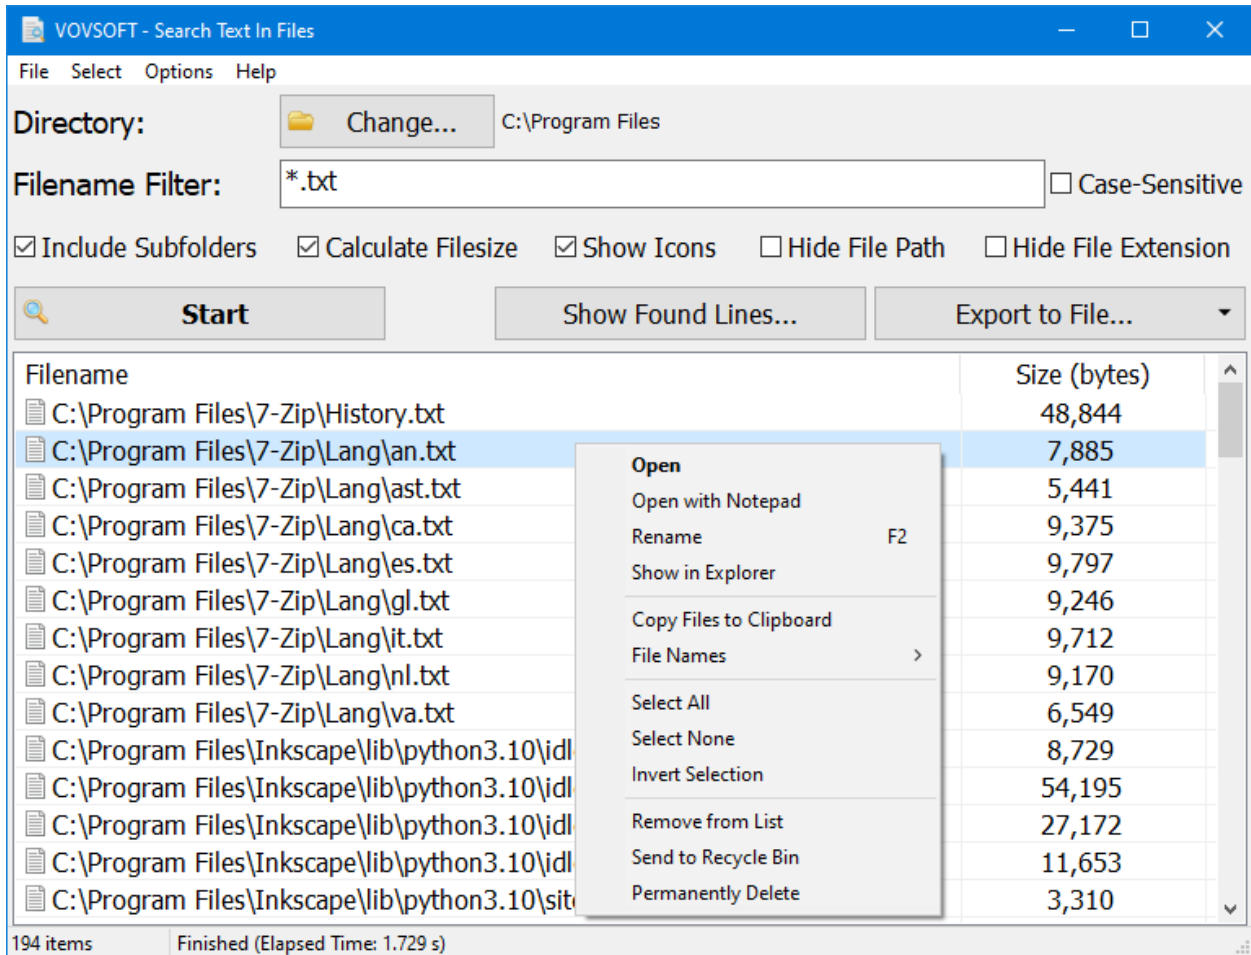 VOVSOFT - Search Text In Files
File Select Options Help
Directory: Change... C:\Program Files
Filename Filter: *.txt Case-Sensitive
Include Subfolders Calculate Filesize Show Icons Hide File Path Hide File Extension
Start Show Found Lines... Export to File...
Filename Size (bytes)
C:\Program Files\7-Zip\History.txt 48,844
C:\Program Files\7-Zip\Lang\an.txt 7,885
C:\Program Files\7-Zip\Lang\ast.txt 5,441
C:\Program Files\7-Zip\Lang\ca.txt 9,375
C:\Program Files\7-Zip\Lang\es.txt 9,797
C:\Program Files\7-Zip\Lang\gl.txt 9,246
C:\Program Files\7-Zip\Lang\it.txt 9,712
C:\Program Files\7-Zip\Lang\nl.txt 9,170
C:\Program Files\7-Zip\Lang\va.txt 6,549
C:\Program Files\Inkscape\lib\python3.10\idl 8,729
C:\Program Files\Inkscape\lib\python3.10\idl 54,195
C:\Program Files\Inkscape\lib\python3.10\idl 27,172
C:\Program Files\Inkscape\lib\python3.10\idl 11,653
C:\Program Files\Inkscape\lib\python3.10\sit 3,310
Open
Open with Notepad
Rename F2
Show in Explorer
Copy Files to Clipboard
File Names
Select All
Select None
Invert Selection
Remove from List
Send to Recycle Bin
Permanently Delete
194 items Finished (Elapsed Time: 1.729 s)